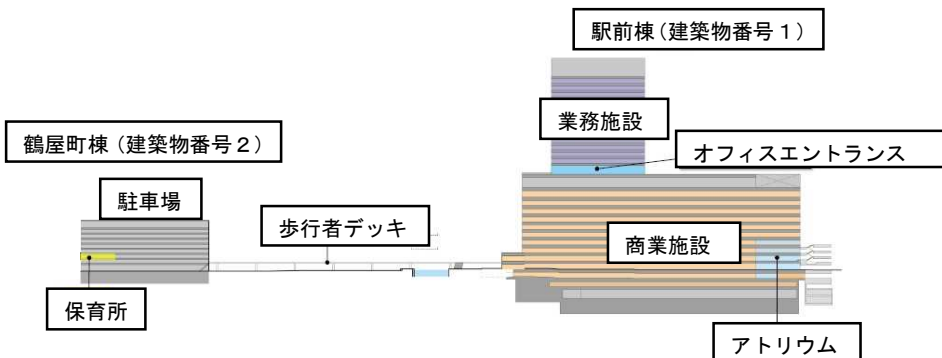 駅前棟（建築物番号１）
業務施設
鶴屋町棟（建築物番号２）
オフィスエントランス
駐車場
歩行者デッキ
商業施設
保育所
アトリウム